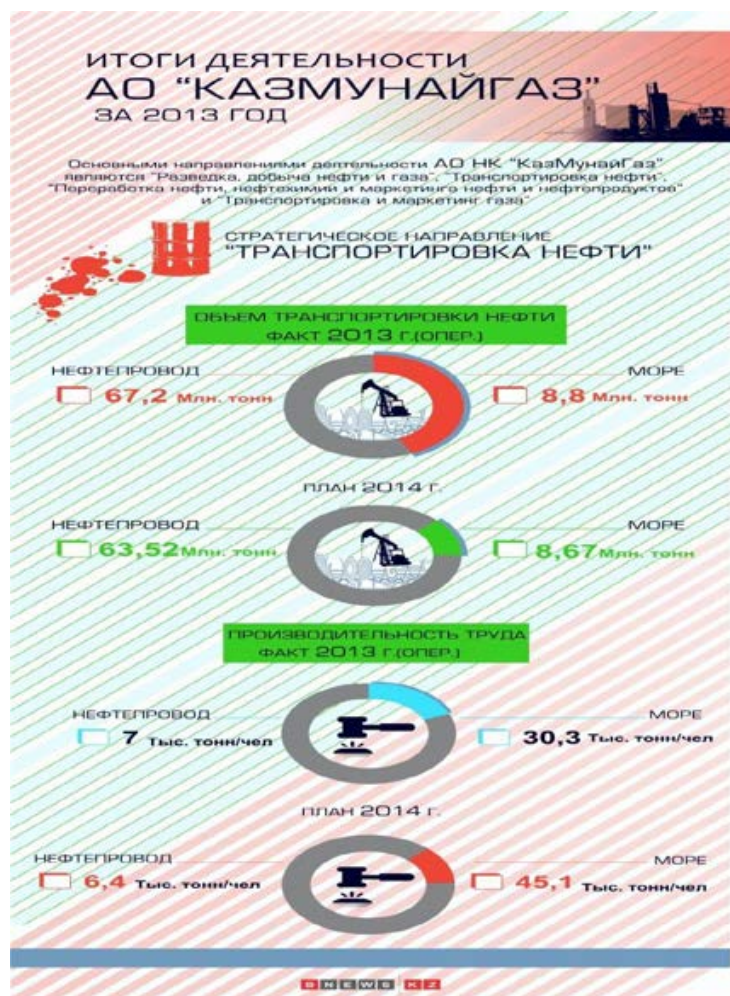 ИТОГИ ДЕЯТЕЛЬНОСТИ
АО "КАЗМУНАЙГАЗ"
ЗА 2013 ГОД
Основными направлениями деятельности АО НК "КазМунайГаз"
являются "Разведка, добыча нефти и газа", "Транспортировка нефти",
"Переработка нефти, нефтехимии и маркетинга нефти и нефтепродуктов"
и "Транспортировка и маркетинг газа"
СТРАТЕГИЧЕСКОЕ НАПРАВЛЕНИЕ
"ТРАНСПОРТИРОВКА НЕФТИ"
ОБЬЕМ ТРАНСПОРТИРОВКИ НЕФТИ
ФАКТ 2013 Г.(ОПЕР.)
НЕФТЕПРОВОД
67,2 Млн. тонн
МОРЕ
8,8 Млн. тонн
ПЛАН 2014 Г.
НЕФТЕПРОВОД
63,52 Млн. тонн
МОРЕ
8,67 Млн. тонн
ПРОИЗВОДИТЕЛЬНОСТЬ ТРУДА
ФАКТ 2013 Г.(ОПЕР.)
НЕФТЕПРОВОД
7 Тыс. тонн/чел
МОРЕ
30,3 Тыс. тонн/чел
ПЛАН 2014 Г.
НЕФТЕПРОВОД
6,4 Тыс. тонн/чел
МОРЕ
45,1 Тыс. тонн/чел
BNEWS KZ